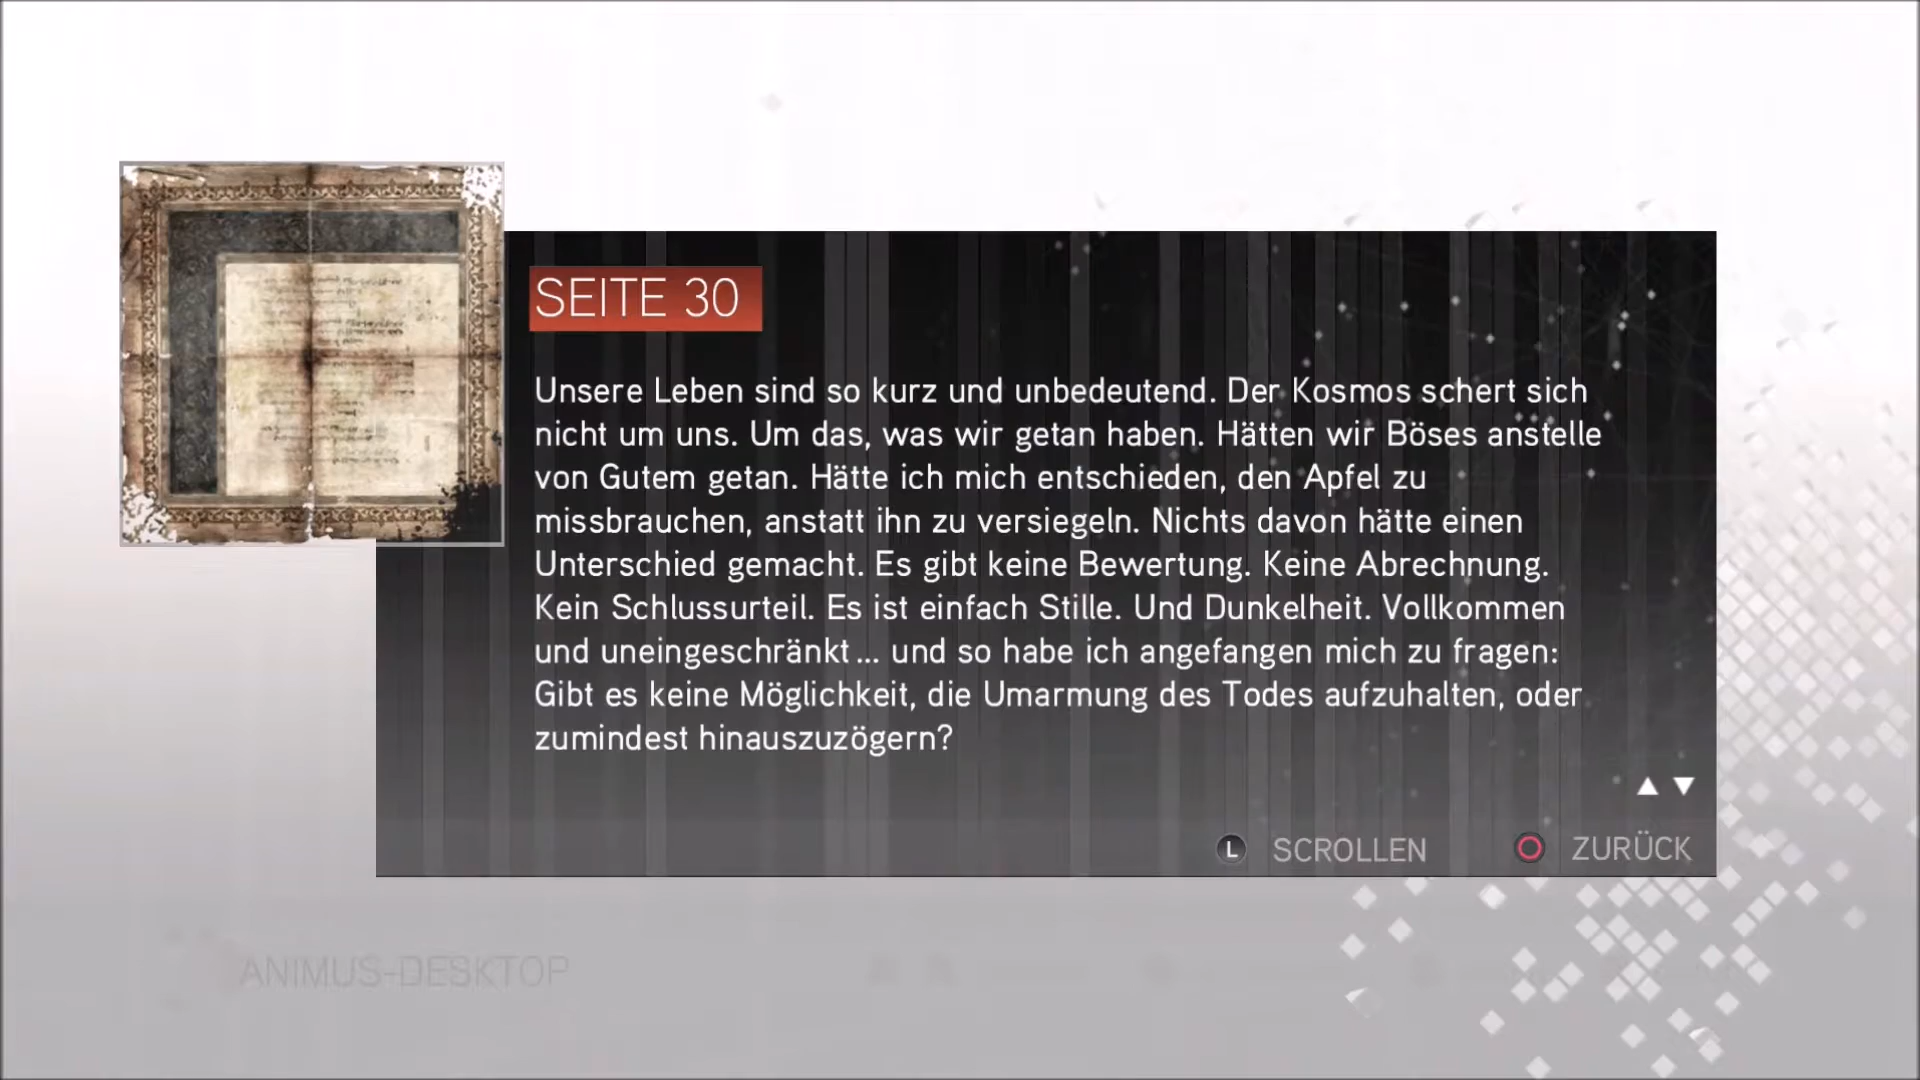 SEITE 30
Unsere Leben sind so kurz und unbedeutend. Der Kosmos schert sich
nicht um uns. Um das, was wir getan haben. Hätten wir Böses anstelle
von Gutem getan. Hätte ich mich entschieden, den Apfel zu
missbrauchen, anstatt ihn zu versiegeln. Nichts davon hätte einen
Unterschied gemacht. Es gibt keine Bewertung. Keine Abrechnung.
Kein Schlussurteil. Es ist einfach Stille. Und Dunkelheit. Vollkommen
und uneingeschränkt... und so habe ich angefangen mich zu fragen:
Gibt es keine Möglichkeit, die Umarmung des Todes aufzuhalten, oder
zumindest hinauszuzögern?
L SCROLLEN ZURÜCK
ANIMUS-DESKTOP